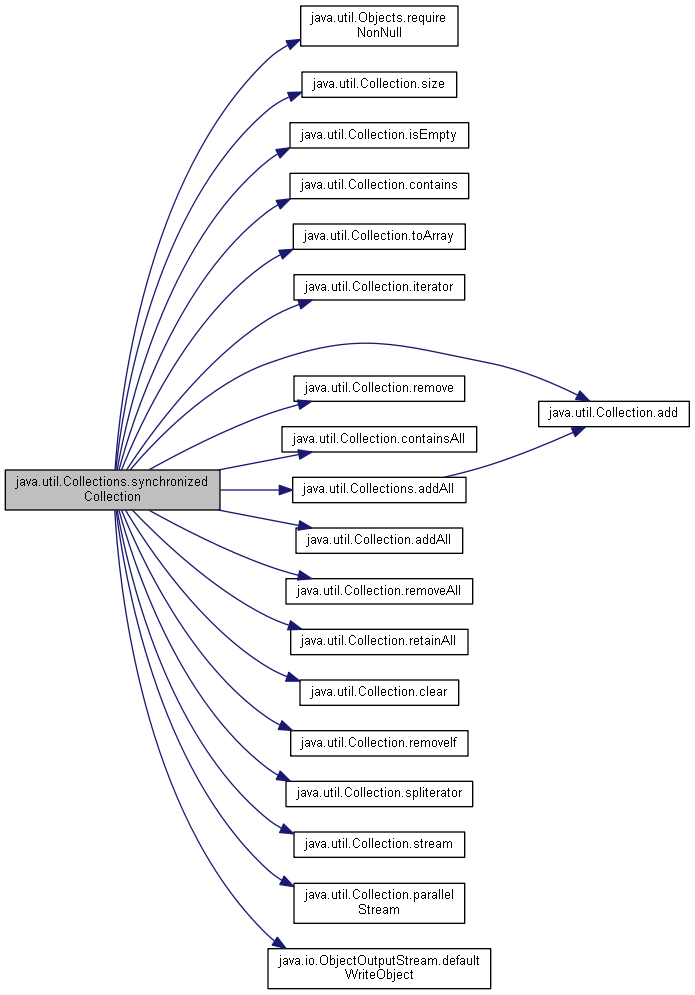 java.util.Objects.require
NonNull
java.util.Collection.size
java.util.Collection.isEmpty
java.util.Collection.contains
java.util.Collection.toArray
java.util.Collection.iterator
java.util.Collection.remove
java.util.Collection.add
java.util.Collection.containsAll
java.util.Collections.synchronized
Collection
java.util.Collections.addAll
java.util.Collection.addAll
java.util.Collection.removeAll
java.util.Collection.retainAll
java.util.Collection.clear
java.util.Collection.removeIf
java.util.Collection.spliterator
java.util.Collection.stream
java.util.Collection.parallel
Stream
java.io.ObjectOutputStream.default
WriteObject